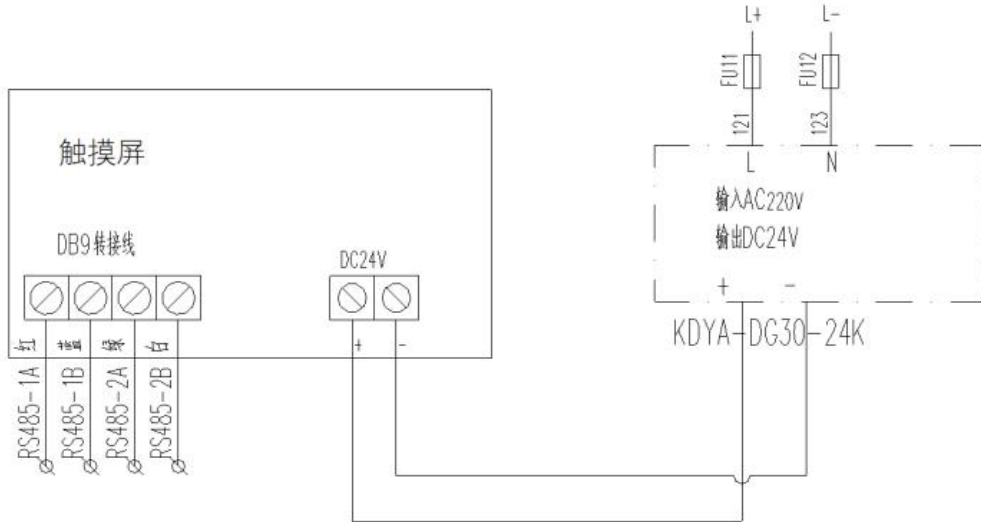 L+
L-
FU11
FU12
121
123
L
N
输入AC220V
输出DC24V
+
-
KDYA-DG30-24K
触摸屏
DB9转接线
DC24V
红
蓝
绿
白
+
-
RS485-1A
RS485-1B
RS485-2A
RS485-2B